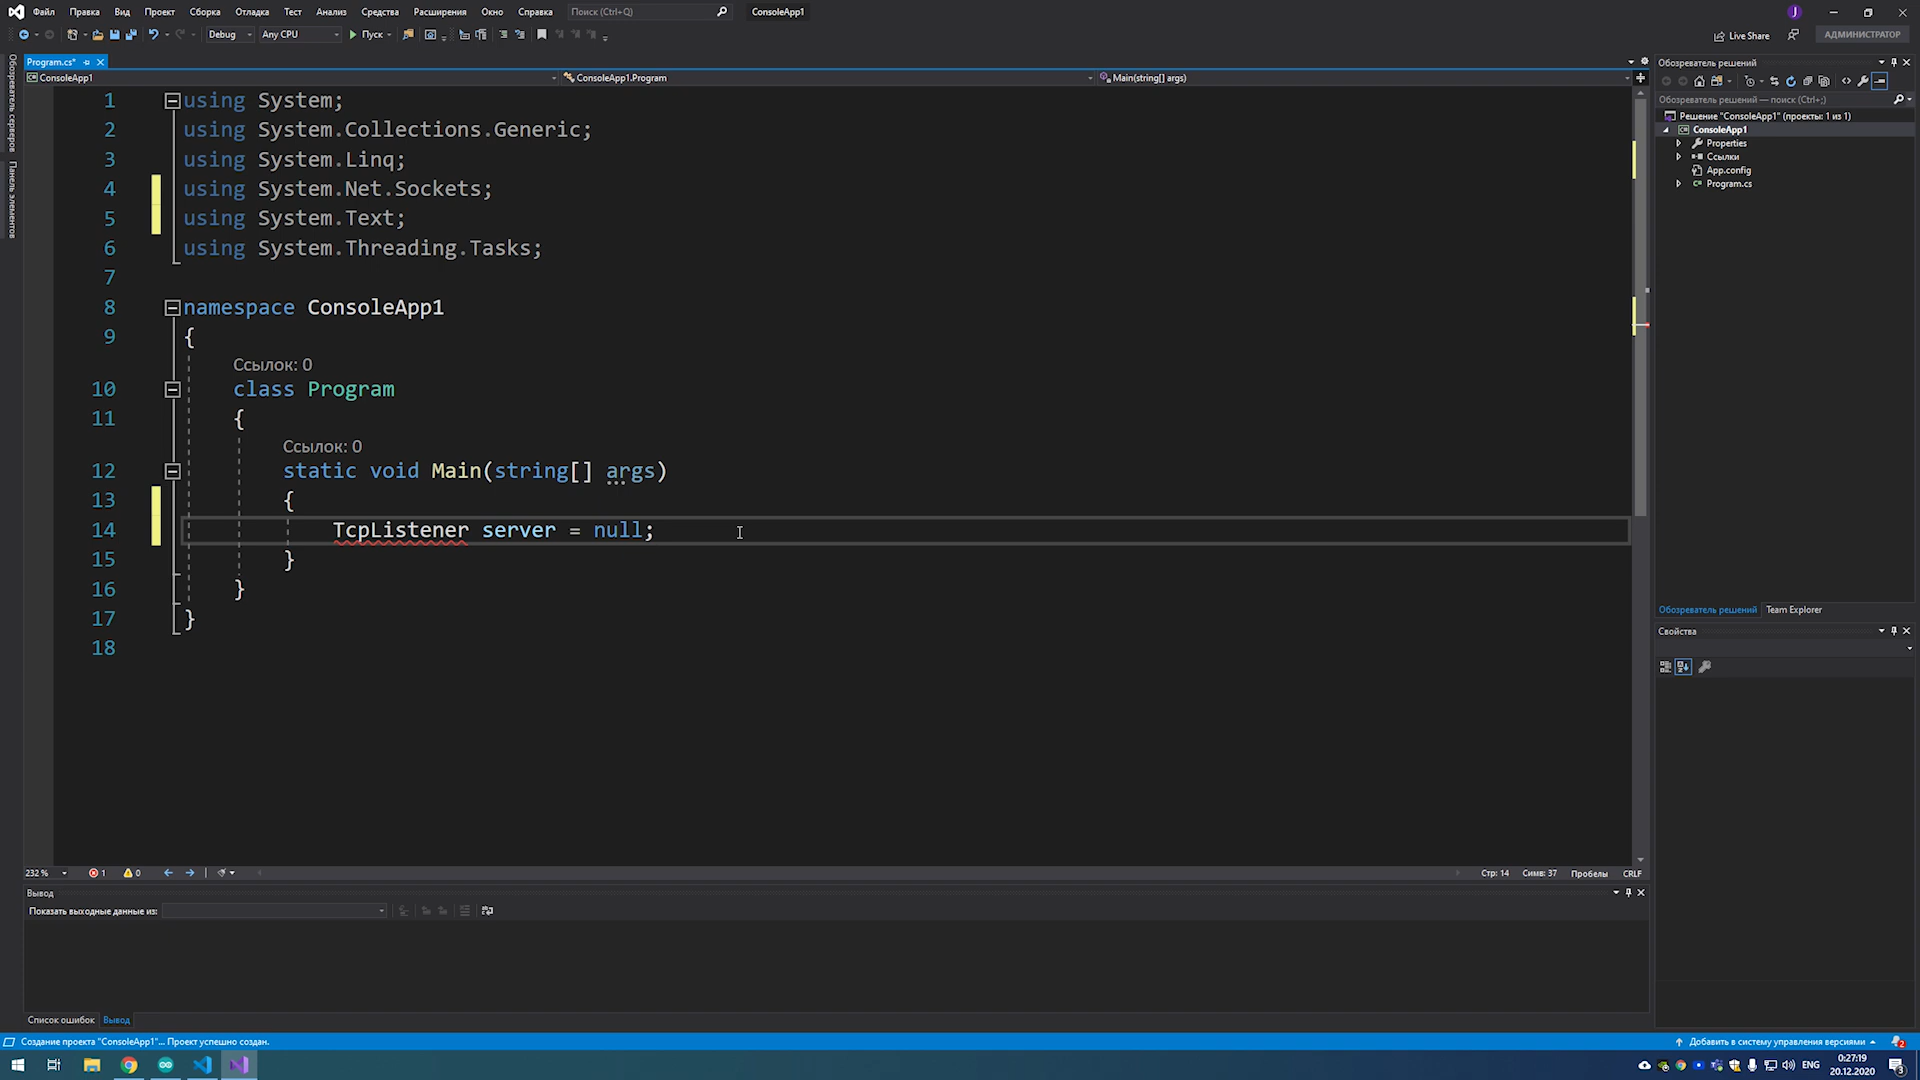 Файл Правка Вид Проект Сборка Отладка Тест Анализ Средства Расширения Окно Справка Поиск (Ctrl+Q) ConsoleApp1 J
Debug Any CPU Пуск Live Share АДМИНИСТРАТОР
Program.cs*
ConsoleApp1 ConsoleApp1.Program Main(string[] args)
Обозреватель серверов
Панель элементов
1 using System;
2 using System.Collections.Generic;
3 using System.Linq;
4 using System.Net.Sockets;
5 using System.Text;
6 using System.Threading.Tasks;
7
8 namespace ConsoleApp1
9 {
Ссылок: 0
10 class Program
11 {
Ссылок: 0
12 static void Main(string[] args)
13 {
14 TcpListener server = null;
15 }
16 }
17 }
18
232 % 1 0 Стр: 14 Симв: 37 Пробелы CRLF
Вывод
Показать выходные данные из:
Список ошибок Вывод
Обозреватель решений
Обозреватель решений — поиск (Ctrl+;)
Решение "ConsoleApp1" (проекты: 1 из 1)
ConsoleApp1
Properties
Ссылки
App.config
Program.cs
Обозреватель решений Team Explorer
Свойства
Создание проекта "ConsoleApp1"... Проект успешно создан. Добавить в систему управления версиями 2
ENG 0:27:19
20.12.2020 3